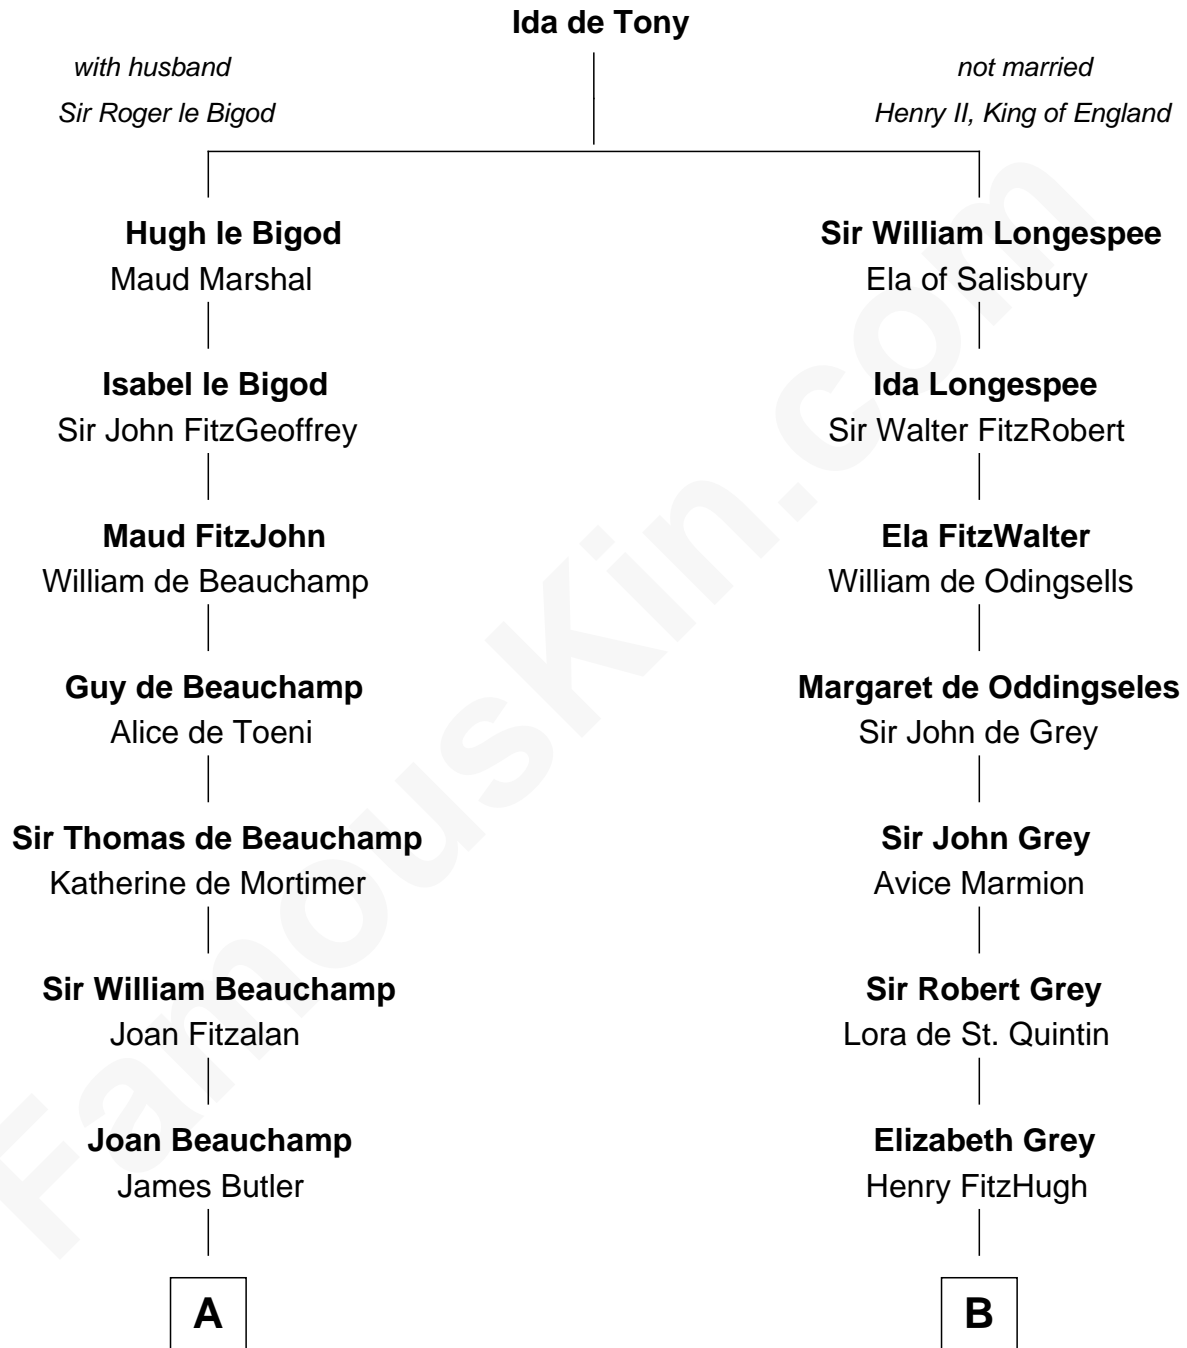 Ida de Tony
with husband
Sir Roger le Bigod
not married
Henry II, King of England
Hugh le Bigod
Maud Marshal
Sir William Longespee
Ela of Salisbury
Isabel le Bigod
Sir John FitzGeoffrey
Ida Longespee
Sir Walter FitzRobert
Maud FitzJohn
William de Beauchamp
Ela FitzWalter
William de Odingsells
Guy de Beauchamp
Alice de Toeni
Margaret de Oddingseles
Sir John de Grey
Sir Thomas de Beauchamp
Katherine de Mortimer
Sir John Grey
Avice Marmion
Sir William Beauchamp
Joan Fitzalan
Sir Robert Grey
Lora de St. Quintin
Joan Beauchamp
James Butler
Elizabeth Grey
Henry FitzHugh
A
B
FamousKin.com